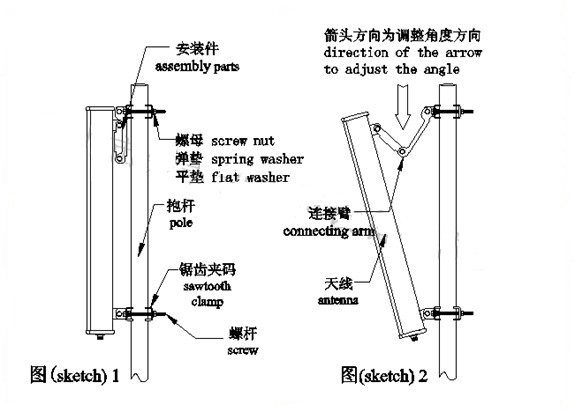 安装件
assembly parts
螺母 screw nut
弹垫 spring washer
平垫 flat washer
抱杆
pole
锯齿夹码
sawtooth
clamp
螺杆
screw
图(sketch) 1
箭头方向为调整角度方向
direction of the arrow
to adjust the angle
连接臂
connecting arm
天线
antenna
图(sketch) 2